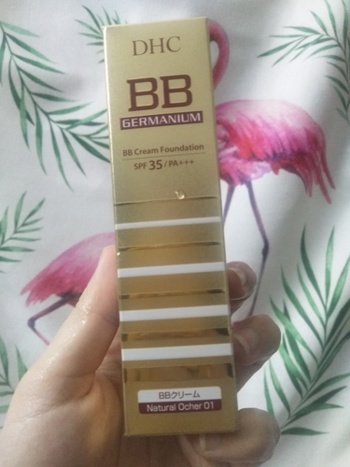 DHC
BB
GERMANIUM
BB Cream Foundation
SPF 35 / PA+++
BBクリーム
Natural Ocher 01